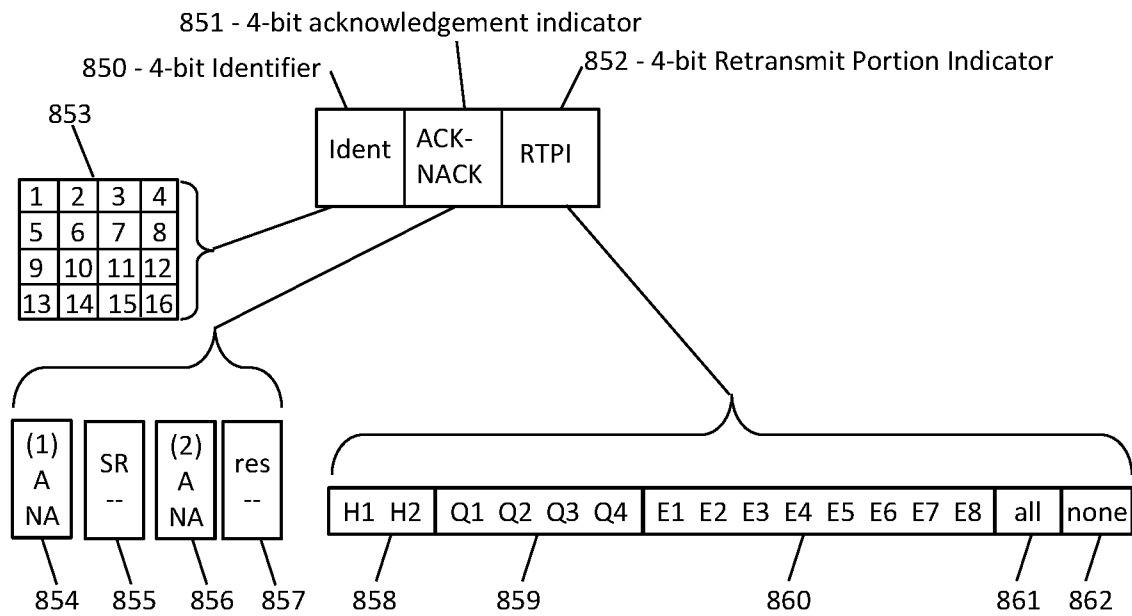 851 - 4-bit acknowledgement indicator
850 - 4-bit Identifier
852 - 4-bit Retransmit Portion Indicator
853
Ident
ACK-
NACK
RTPI
1 2 3 4
5 6 7 8
9 10 11 12
13 14 15 16
(1)
A
NA
SR
--
(2)
A
NA
res
--
H1 H2 Q1 Q2 Q3 Q4 E1 E2 E3 E4 E5 E6 E7 E8 all none
854 855 856 857 858 859 860 861 862